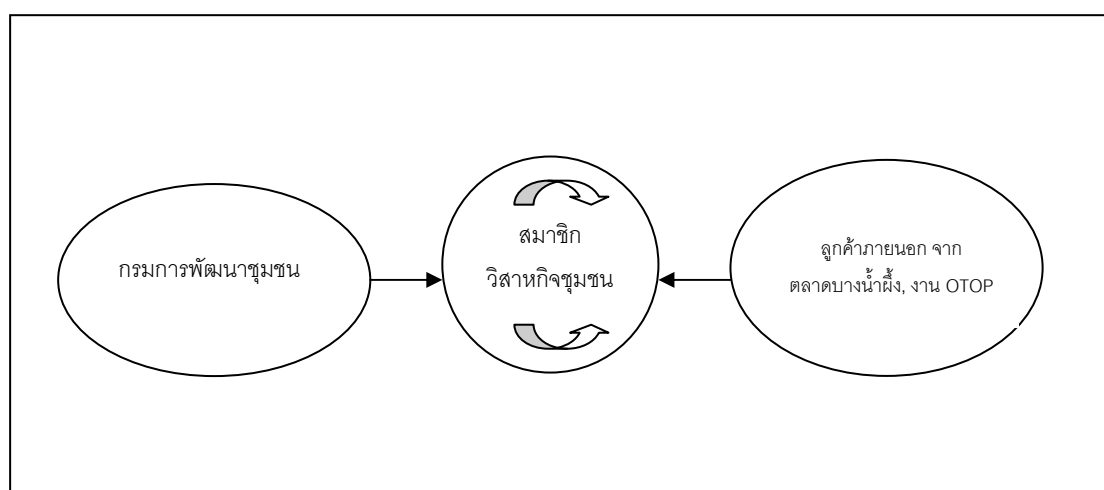 กรมการพัฒนาชุมชน
สมาชิก
วิสาหกิจชุมชน
ลูกค้าภายนอก จาก
ตลาดบางน้ำผึ้ง, งาน OTOP